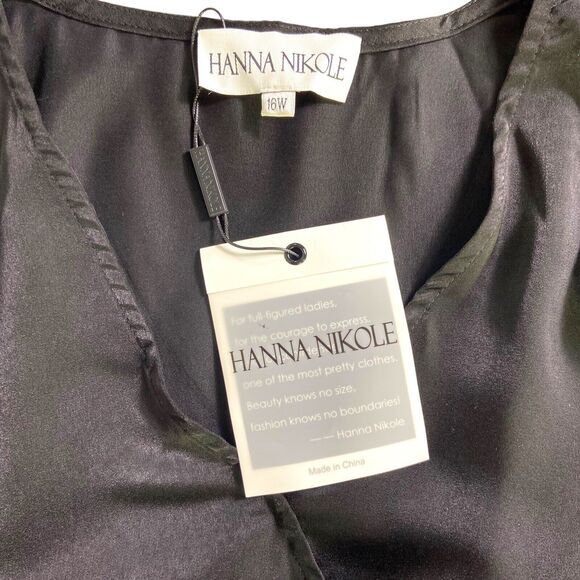 HANNA NIKOLE
16W
For full-figured ladies,
for the courage to express,
HANNA NIKOLE
one of the most pretty clothes.
Beauty knows no size,
fashion knows no boundaries!
—— Hanna Nikole
Made in China